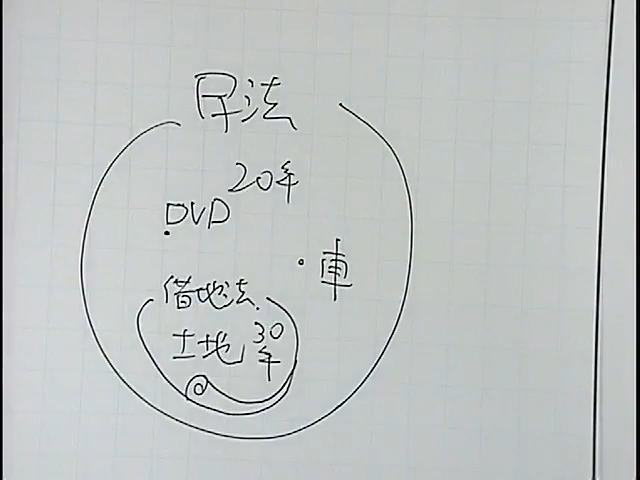 民法
20年
・DVD
・車
借地法
土地 30年
@